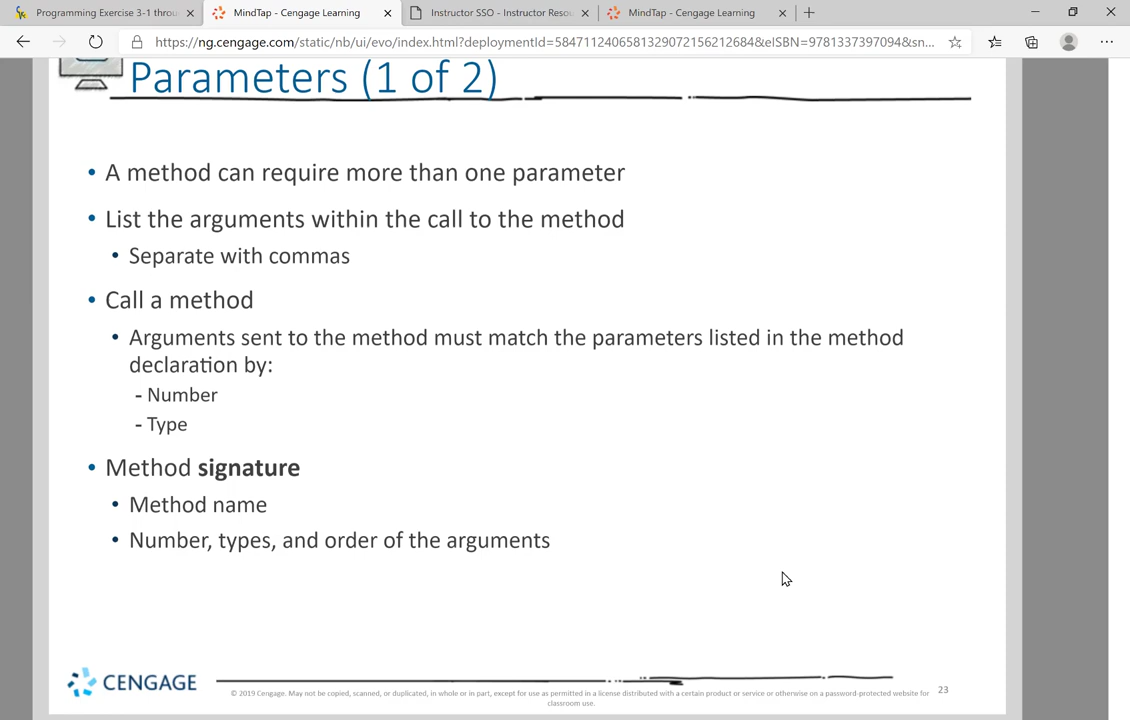 Programming Exercise 3-1 throu
MindTap - Cengage Learning
Instructor SSO - Instructor Resou
MindTap - Cengage Learning
https://ng.cengage.com/static/nb/ui/evo/index.html?deploymentId=5847112406581329072156212684&eISBN=9781337397094&sn...
Parameters (1 of 2)
• A method can require more than one parameter
• List the arguments within the call to the method
• Separate with commas
• Call a method
• Arguments sent to the method must match the parameters listed in the method
declaration by:
- Number
- Type
• Method signature
• Method name
• Number, types, and order of the arguments
CENGAGE
© 2019 Cengage. May not be copied, scanned, or duplicated, in whole or in part, except for use as permitted in a license distributed with a certain product or service or otherwise on a password-protected website for
classroom use.
23